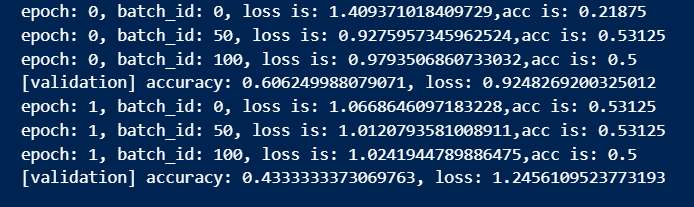 epoch: 0, batch_id: 0, loss is: 1.409371018409729,acc is: 0.21875
epoch: 0, batch_id: 50, loss is: 0.9275957345962524,acc is: 0.53125
epoch: 0, batch_id: 100, loss is: 0.9793506860733032,acc is: 0.5
[validation] accuracy: 0.606249988079071, loss: 0.9248269200325012
epoch: 1, batch_id: 0, loss is: 1.0668646097183228,acc is: 0.53125
epoch: 1, batch_id: 50, loss is: 1.0120793581008911,acc is: 0.53125
epoch: 1, batch_id: 100, loss is: 1.0241944789886475,acc is: 0.5
[validation] accuracy: 0.4333333373069763, loss: 1.2456109523773193